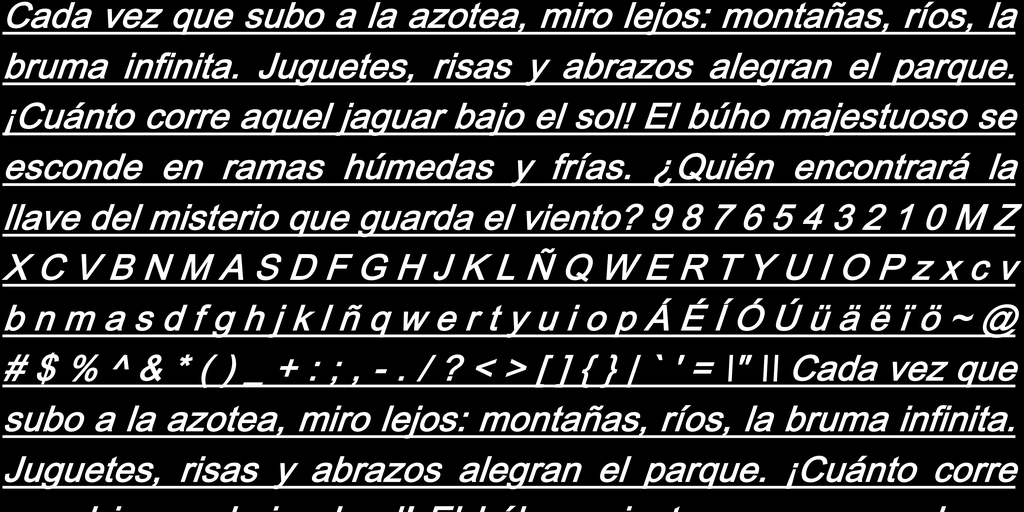 Cada vez que subo a la azotea, miro lejos: montañas, ríos, la
bruma infinita. Juguetes, risas y abrazos alegran el parque.
¡Cuánto corre aquel jaguar bajo el sol! El búho majestuoso se
esconde en ramas húmedas y frías. ¿Quién encontrará la
llave del misterio que guarda el viento? 9 8 7 6 5 4 3 2 1 0 M Z
X C V B N M A S D F G H J K L Ñ Q W E R T Y U I O P z x c v
b n m a s d f g h j k l ñ q w e r t y u i o p Á É Í Ó Ú ü ä ë ï ö ~ @
# $ % ^ & * ( ) _ + : ; , - . / ? < > [ ] { } | ` ' = \" \\ Cada vez que
subo a la azotea, miro lejos: montañas, ríos, la bruma infinita.
Juguetes, risas y abrazos alegran el parque. ¡Cuánto corre